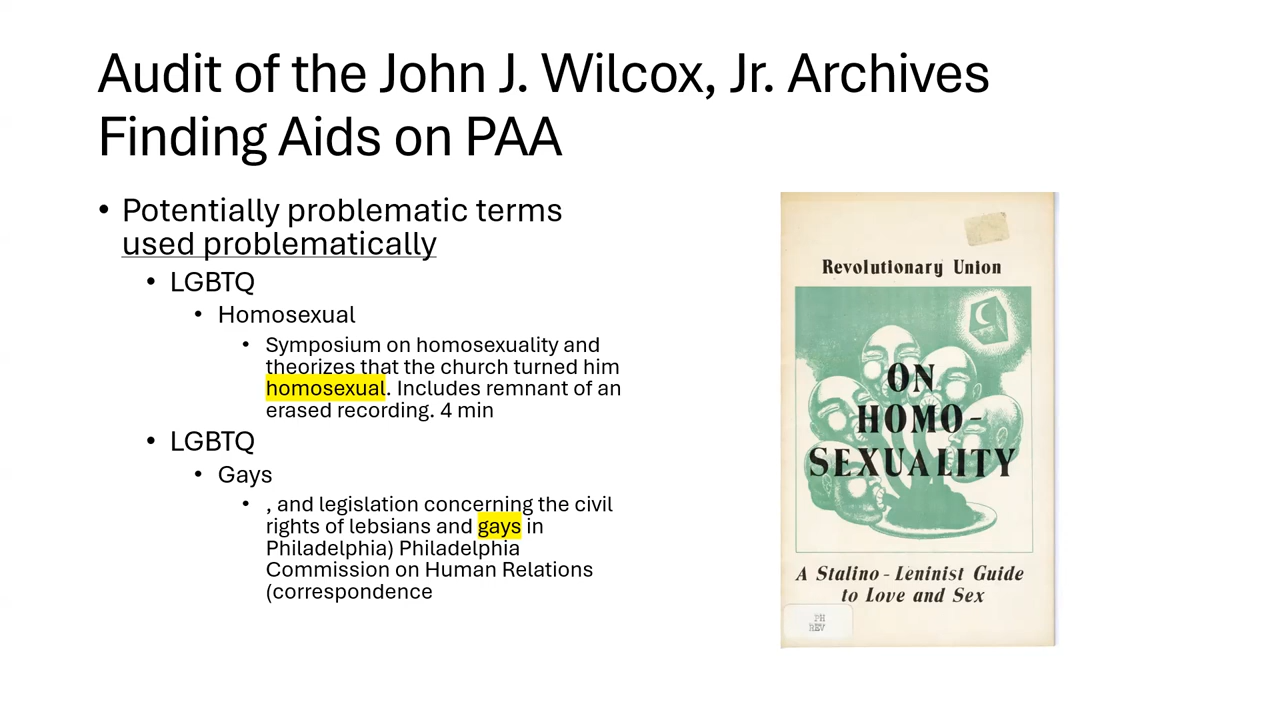 Audit of the John J. Wilcox, Jr. Archives
Finding Aids on PAA
• Potentially problematic terms
used problematically
• LGBTQ
• Homosexual
• Symposium on homosexuality and
theorizes that the church turned him
homosexual. Includes remnant of an
erased recording. 4 min
• LGBTQ
• Gays
• , and legislation concerning the civil
rights of lebsians and gays in
Philadelphia) Philadelphia
Commission on Human Relations
(correspondence
Revolutionary Union
ON
HOMO-
SEXUALITY
A Stalino-Leninist Guide
to Love and Sex
PH
REV